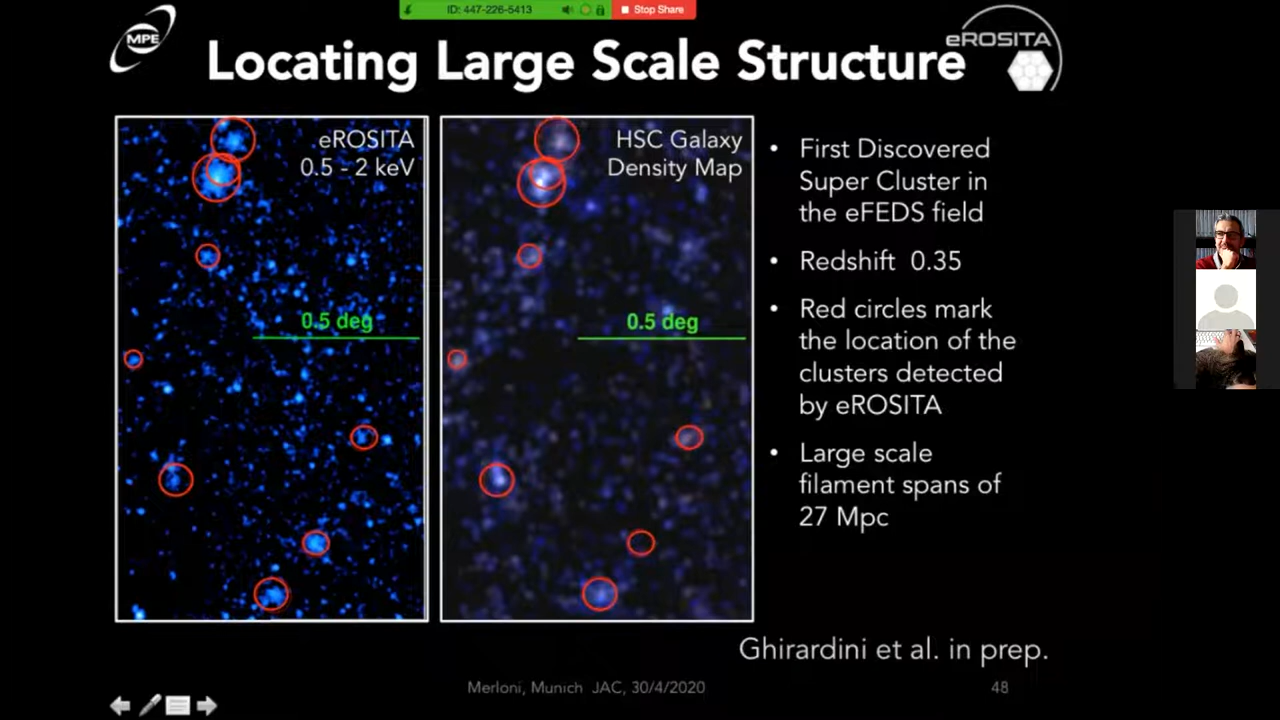 ID: 447-226-5413
Stop Share
MPE
Locating Large Scale Structure
eROSITA
eROSITA
0.5 - 2 keV
0.5 deg
HSC Galaxy
Density Map
0.5 deg
• First Discovered
Super Cluster in
the eFEDS field
• Redshift 0.35
• Red circles mark
the location of the
clusters detected
by eROSITA
• Large scale
filament spans of
27 Mpc
Ghirardini et al. in prep.
Merloni, Munich JAC, 30/4/2020
48